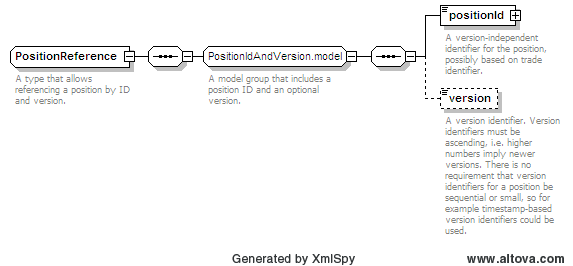 positionId
A version-independent
identifier for the position,
possibly based on trade
identifier.
PositionReference
A type that allows
referencing a position by ID
and version.
PositionIdAndVersion.model
A model group that includes a
position ID and an optional
version.
version
A version identifier. Version
identifiers must be
ascending, i.e. higher
numbers imply newer
versions. There is no
requirement that version
identifiers for a position be
sequential or small, so for
example timestamp-based
version identifiers could be
used.
Generated by XmlSpy
www.altova.com